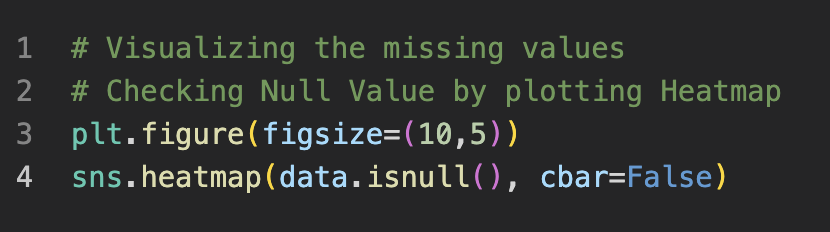 1 # Visualizing the missing values
2 # Checking Null Value by plotting Heatmap
3 plt.figure(figsize=(10,5))
4 sns.heatmap(data.isnull(), cbar=False)